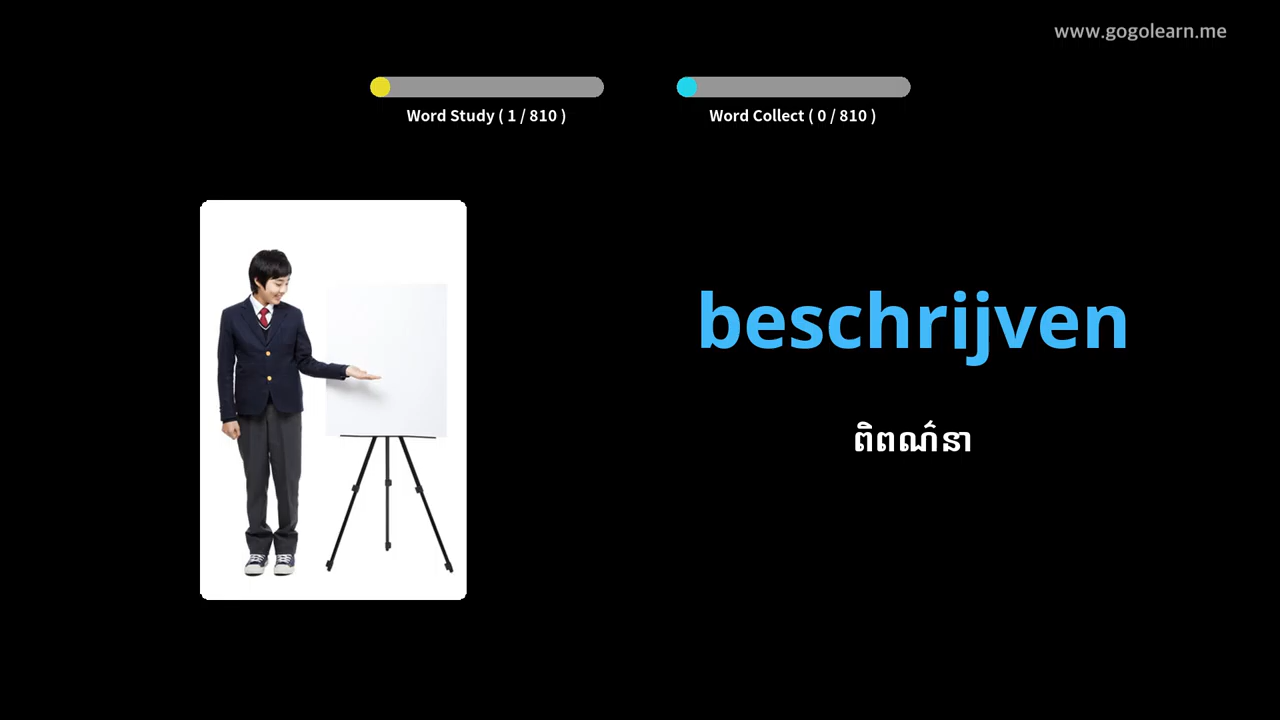 www.gogolearn.me
Word Study ( 1 / 810 )
Word Collect ( 0 / 810 )
beschrijven
ពិពណ៌នា